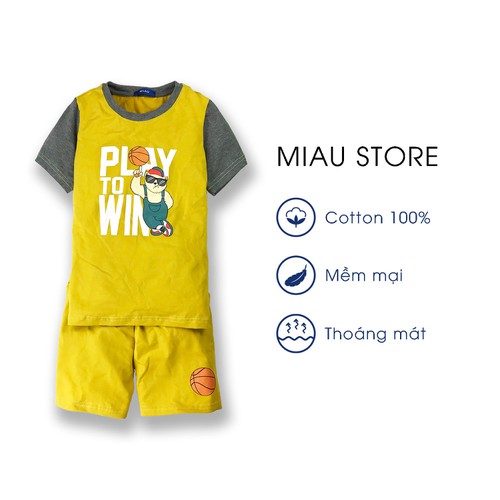 PLAY
TO
WIN
MIAU STORE
Cotton 100%
Mềm mại
Thoáng mát